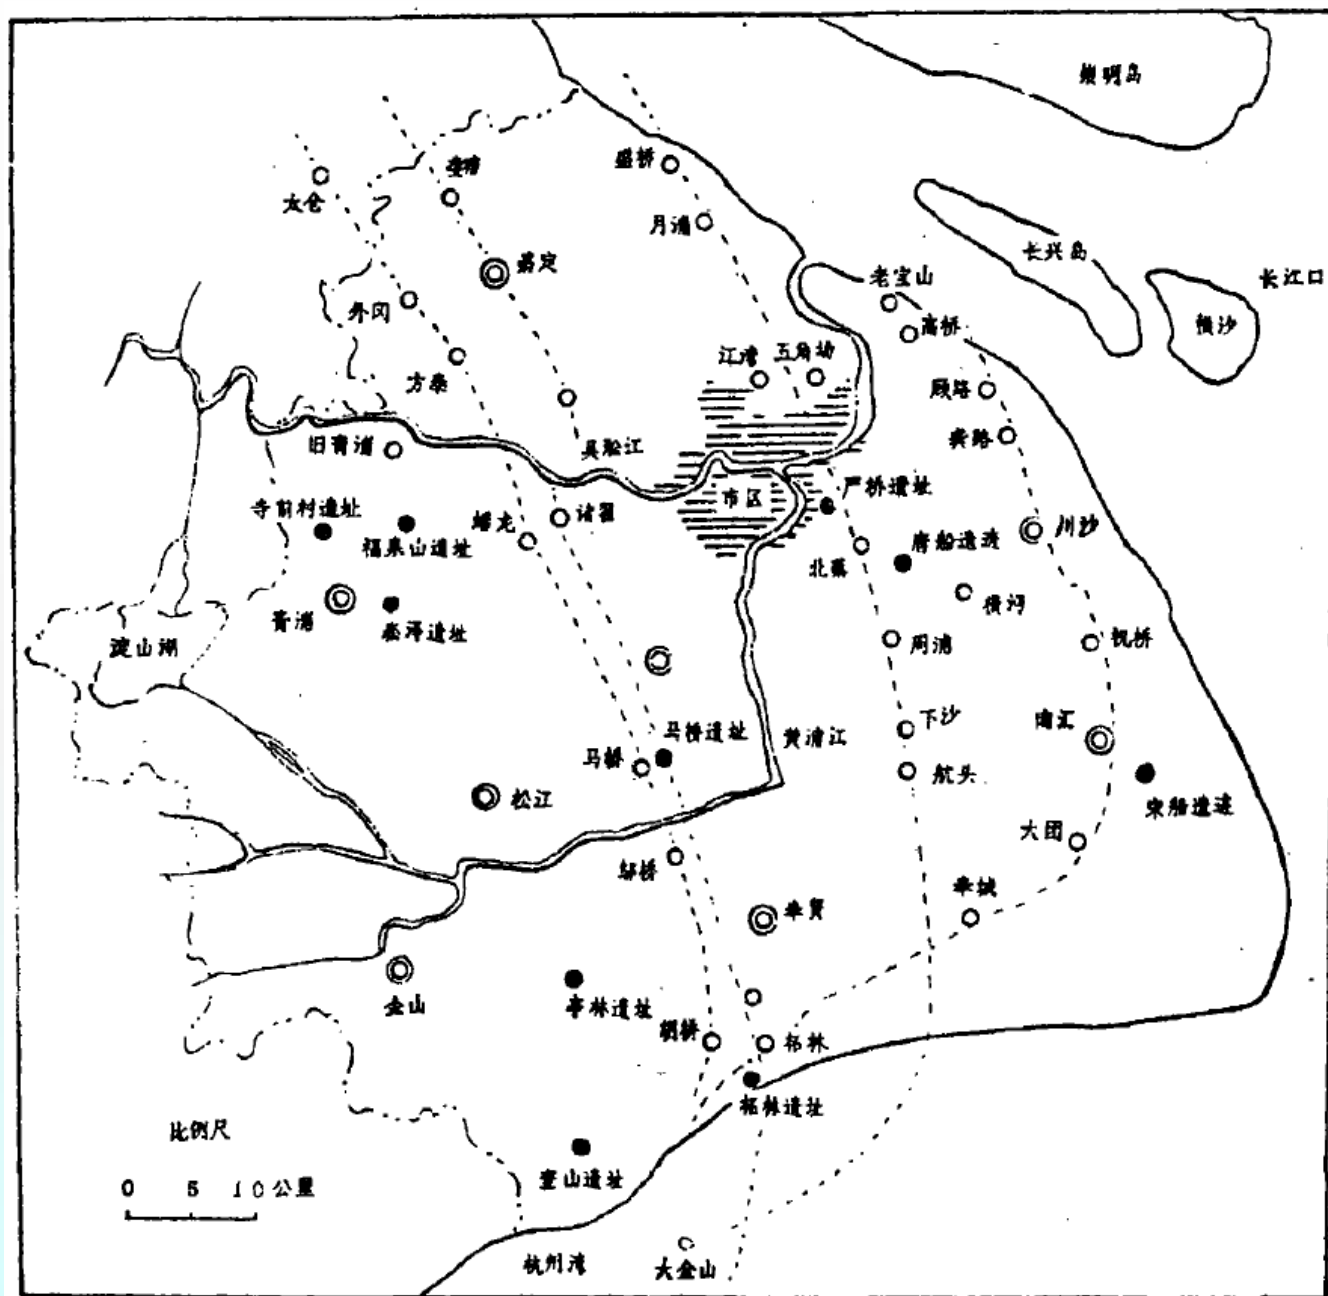 崇明岛
盛桥
娄塘
太仓
月浦
长兴岛
长江口
嘉定
老宝山
外冈
高桥
横沙
江湾
五角场
方泰
顾路
龚路
旧青浦
吴淞江
市区
严桥遗址
寺前村遗址
蟠龙
诸翟
川沙
福泉山遗址
唐船遗迹
北蔡
横沔
青浦
崧泽遗址
淀山湖
周浦
祝桥
下沙
南汇
马桥遗址
黄浦江
马桥
航头
松江
宋船遗迹
大团
邬桥
奉城
奉贤
金山
亭林遗址
胡桥
柘林
柘林遗址
比例尺
0 5 10公里
查山遗址
杭州湾
大金山